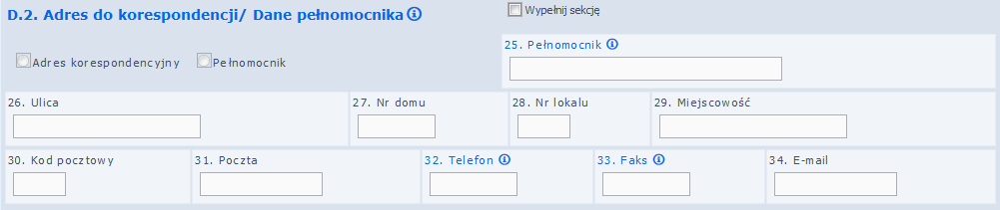 D.2. Adres do korespondencji/ Dane pełnomocnika
Wypełnij sekcję
Adres korespondencyjny
Pełnomocnik
25. Pełnomocnik
26. Ulica
27. Nr domu
28. Nr lokalu
29. Miejscowość
30. Kod pocztowy
31. Poczta
32. Telefon
33. Faks
34. E-mail